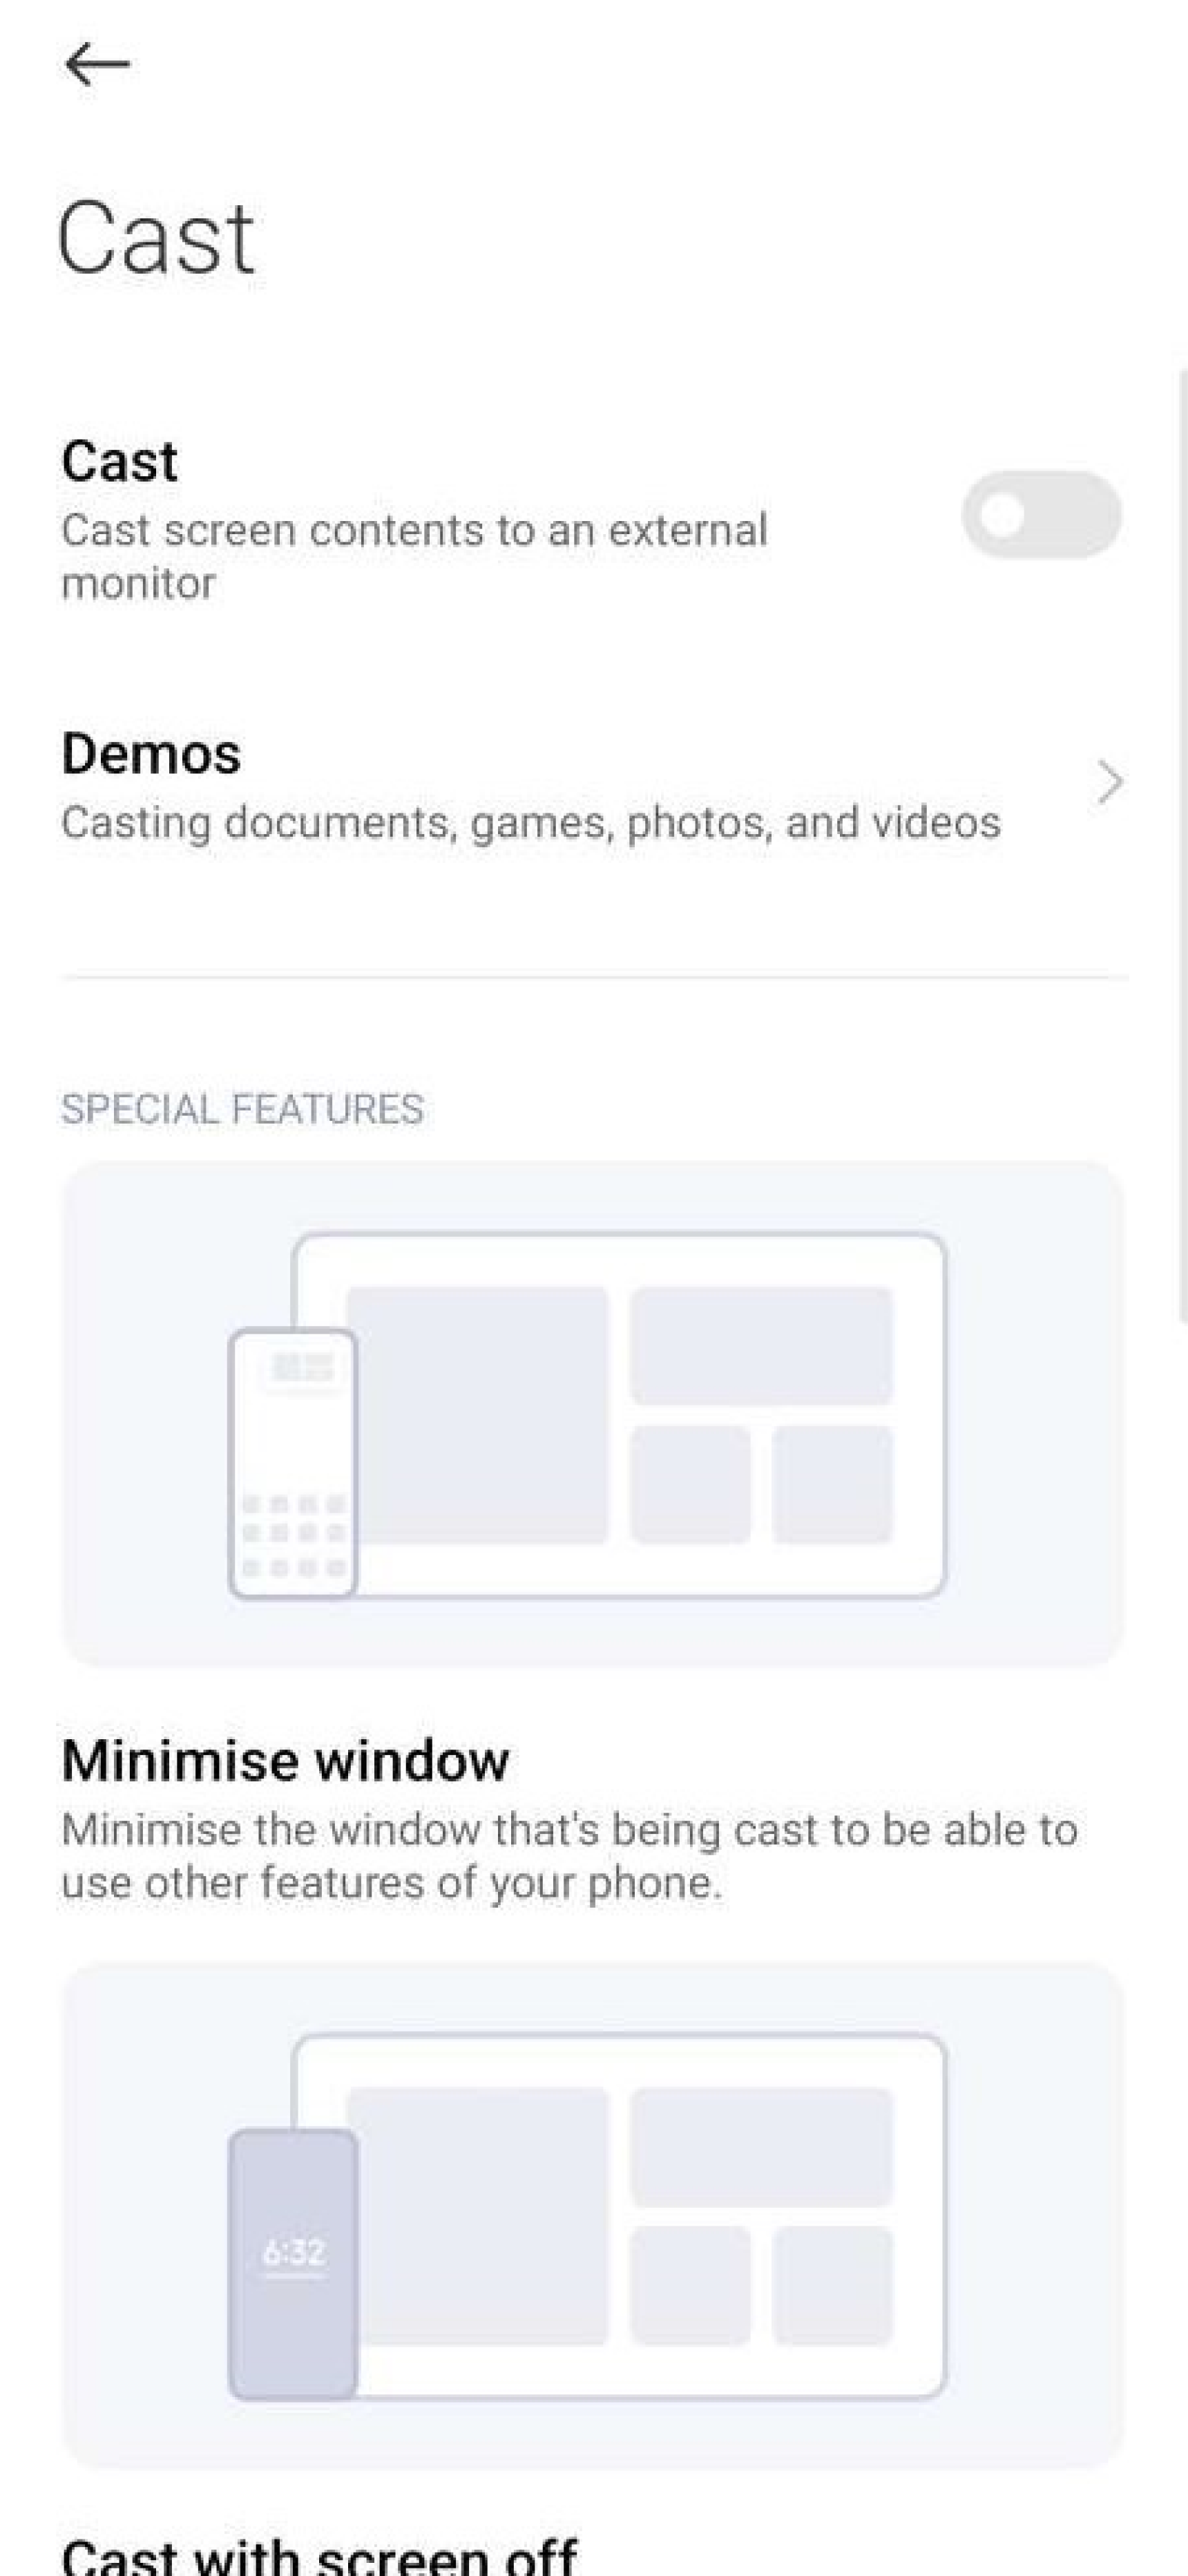 Cast
Cast
Cast screen contents to an external
monitor
Demos
Casting documents, games, photos, and videos
SPECIAL FEATURES
Minimise window
Minimise the window that's being cast to be able to
use other features of your phone.
6:32
Cast with screen off